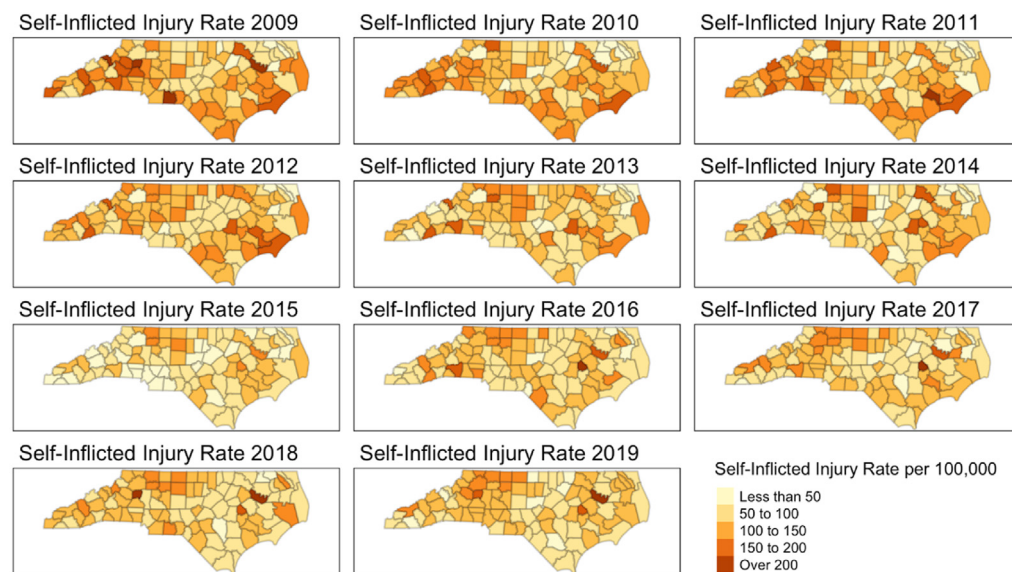 Self-Inflicted Injury Rate 2009
Self-Inflicted Injury Rate 2010
Self-Inflicted Injury Rate 2011
Self-Inflicted Injury Rate 2012
Self-Inflicted Injury Rate 2013
Self-Inflicted Injury Rate 2014
Self-Inflicted Injury Rate 2015
Self-Inflicted Injury Rate 2016
Self-Inflicted Injury Rate 2017
Self-Inflicted Injury Rate 2018
Self-Inflicted Injury Rate 2019
Self-Inflicted Injury Rate per 100,000
Less than 50
50 to 100
100 to 150
150 to 200
Over 200